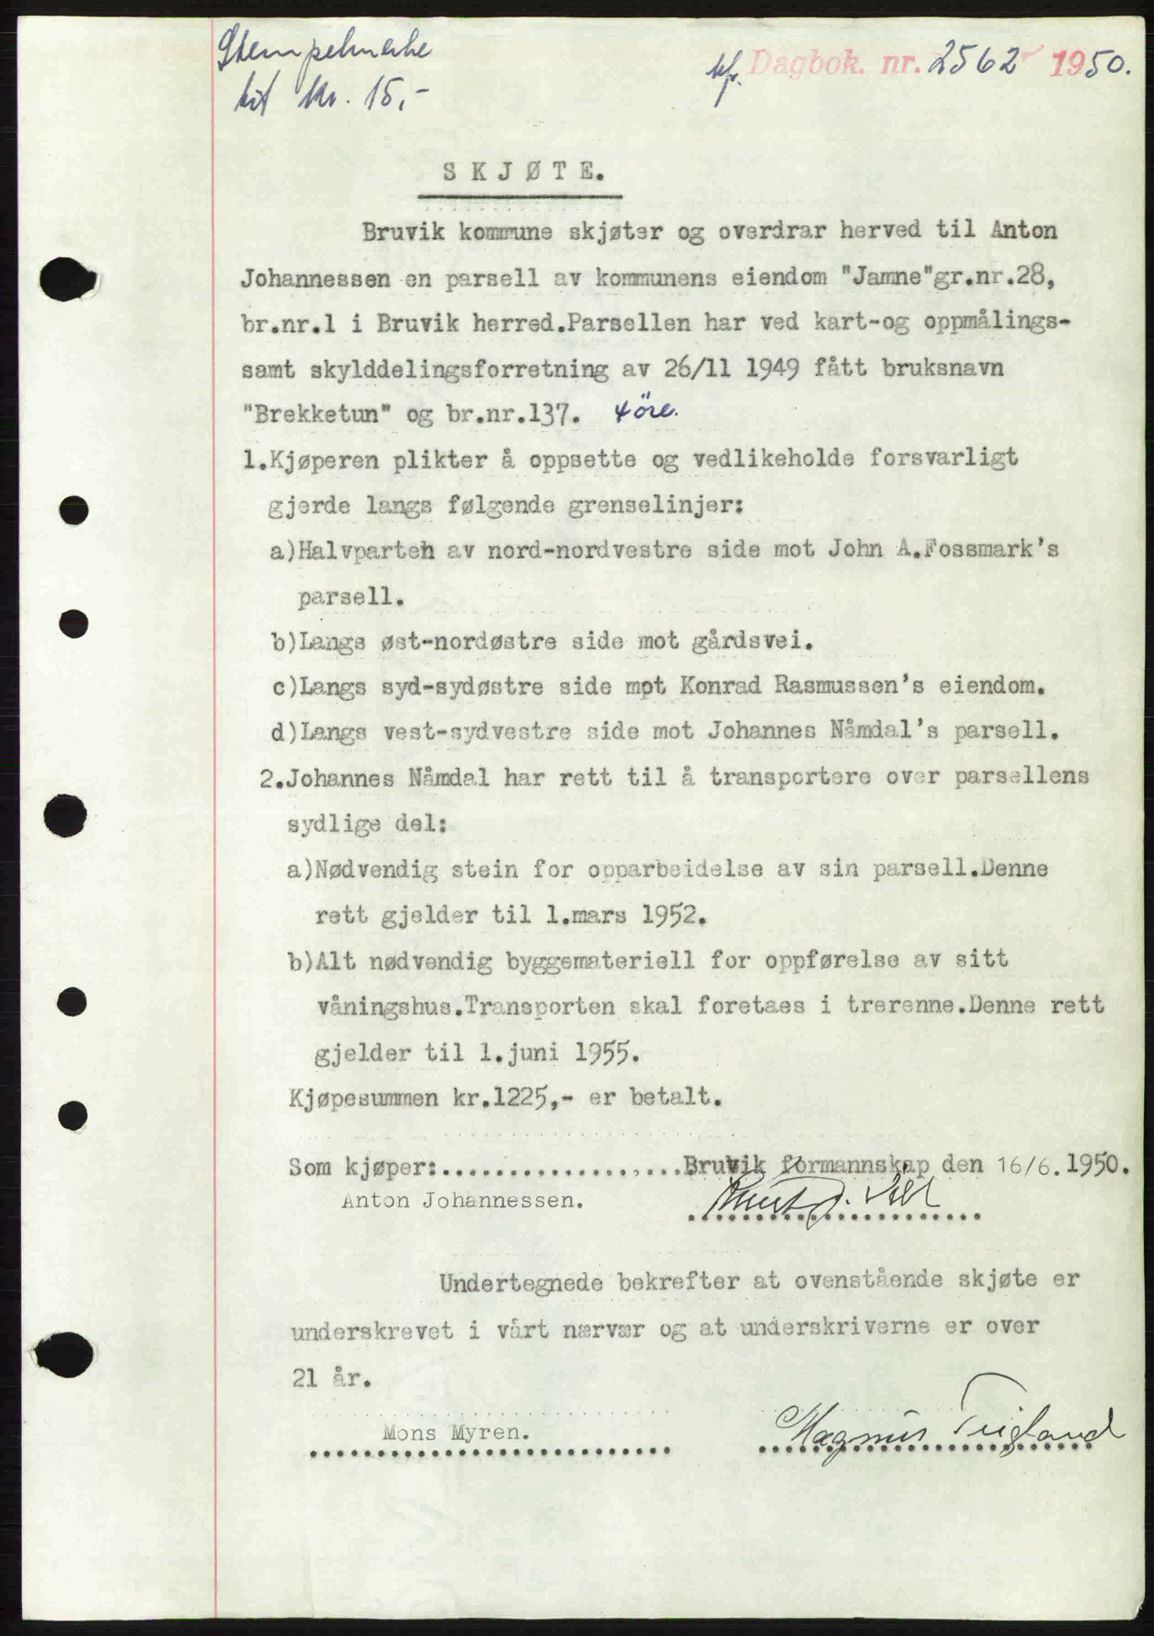 Stempelmerke
kr. 15,-
Dagbok. nr. 2562 1950.
SKJØTE.
Bruvik kommune skjøter og overdrar herved til Anton
Johannessen en parsell av kommunens eiendom "Jamne"gr.nr.28,
br.nr.1 i Bruvik herred.Parsellen har ved kart-og oppmålings-
samt skylddelingsforretning av 26/11 1949 fått bruksnavn
"Brekketun" og br.nr.137. 4 öre.
1.Kjøperen plikter å oppsette og vedlikeholde forsvarligt
gjerde langs følgende grenselinjer:
a)Halvparten av nord-nordvestre side mot John A.Fossmark's
parsell.
b)Langs øst-nordøstre side mot gårdsvei.
c)Langs syd-sydøstre side mot Konrad Rasmussen's eiendom.
d)Langs vest-sydvestre side mot Johannes Nåmdal's parsell.
2.Johannes Nåmdal har rett til å transportere over parsellens
sydlige del:
a)Nødvendig stein for opparbeidelse av sin parsell.Denne
rett gjelder til 1.mars 1952.
b)Alt nødvendig byggemateriell for oppførelse av sitt
våningshus.Transporten skal foretaes i trerenne.Denne rett
gjelder til 1.juni 1955.
Kjøpesummen kr.1225,- er betalt.
Som kjøper:..................Bruvik formannskap den 16/6.1950.
Anton Johannessen.
Undertegnede bekrefter at ovenstående skjøte er
underskrevet i vårt nærvær og at underskriverne er over
21 år.
Mons Myren. Magnus Teigland